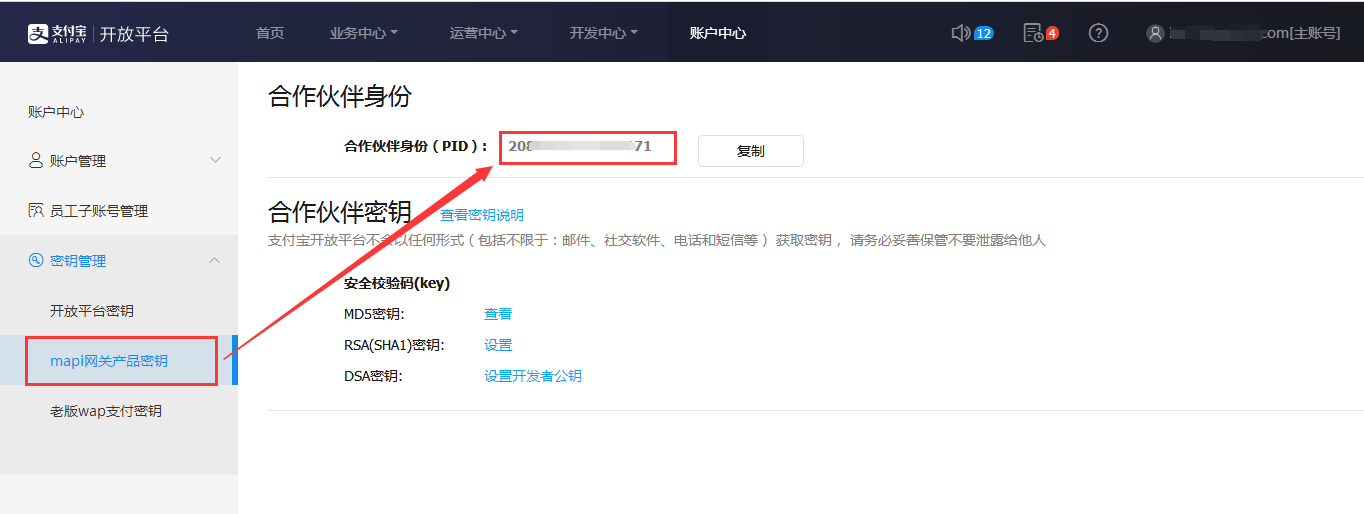 支付宝 ALIPAY 开放平台 首页 业务中心 运营中心 开发中心 账户中心 12 4 ? com[主账号]
账户中心
账户管理
员工子账号管理
密钥管理
开放平台密钥
mapi网关产品密钥
老版wap支付密钥
合作伙伴身份
合作伙伴身份(PID): 208 71 复制
合作伙伴密钥 查看密钥说明
支付宝开放平台不会以任何形式(包括不限于:邮件、社交软件、电话和短信等)获取密钥,请务必妥善保管不要泄露给他人
安全校验码(key)
MD5密钥: 查看
RSA(SHA1)密钥: 设置
DSA密钥: 设置开发者公钥